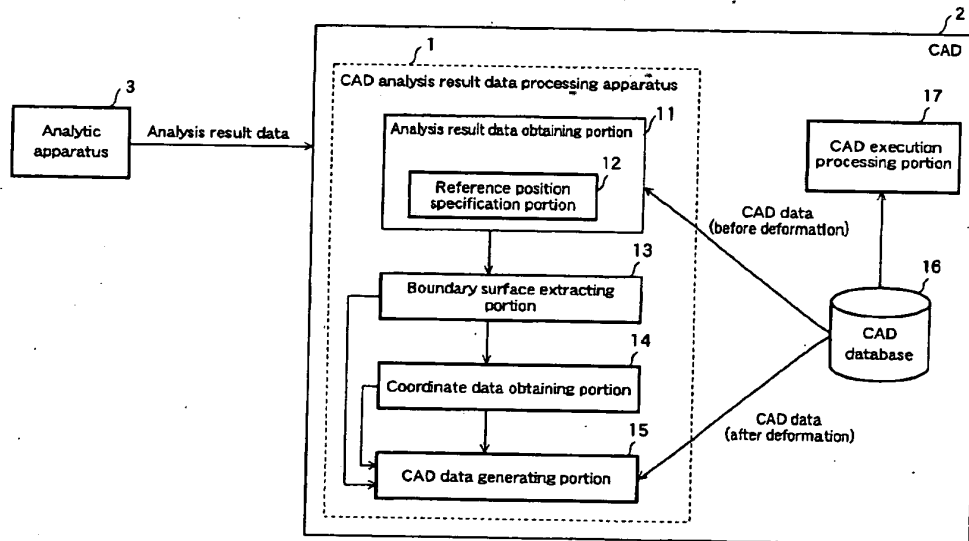 2
CAD
1
CAD analysis result data processing apparatus
3
Analytic
apparatus
Analysis result data
11
Analysis result data obtaining portion
12
Reference position
specification portion
17
CAD execution
processing portion
CAD data
(before deformation)
13
Boundary surface extracting
portion
16
CAD
database
14
Coordinate data obtaining portion
CAD data
(after deformation)
15
CAD data generating portion